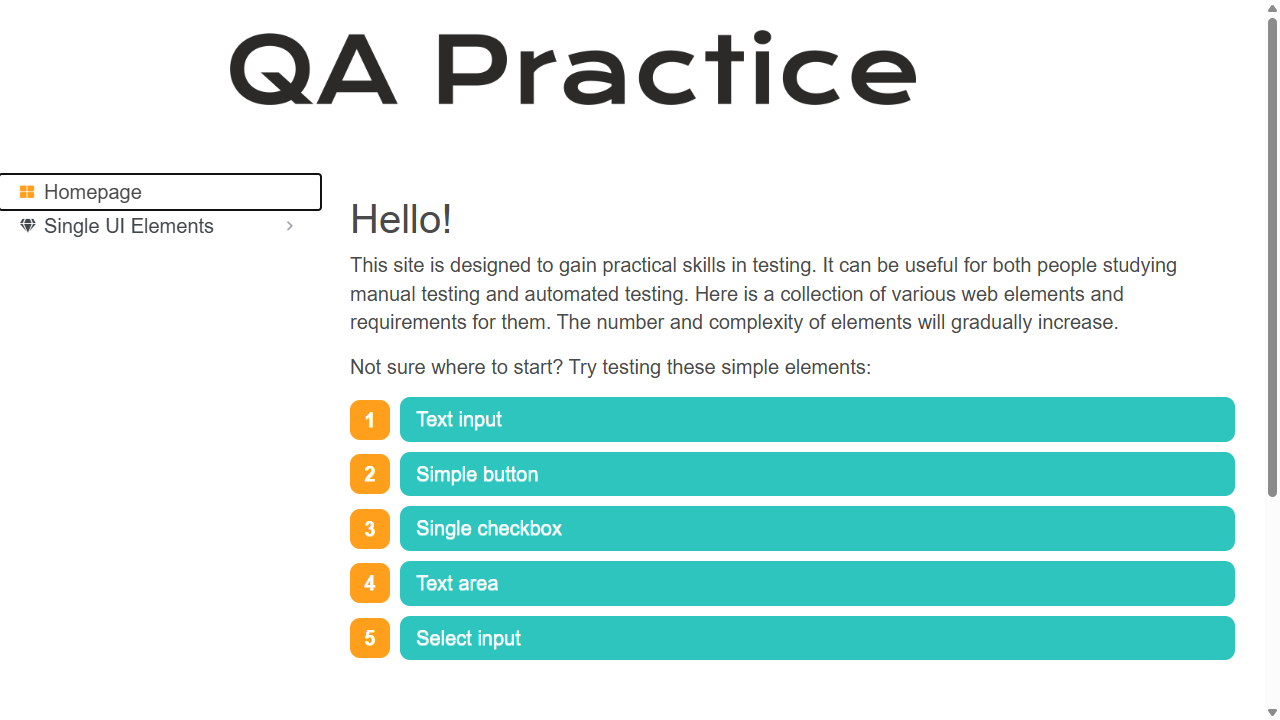 QA Practice
Homepage
Single UI Elements
Hello!
This site is designed to gain practical skills in testing. It can be useful for both people studying
manual testing and automated testing. Here is a collection of various web elements and
requirements for them. The number and complexity of elements will gradually increase.
Not sure where to start? Try testing these simple elements:
1 Text input
2 Simple button
3 Single checkbox
4 Text area
5 Select input